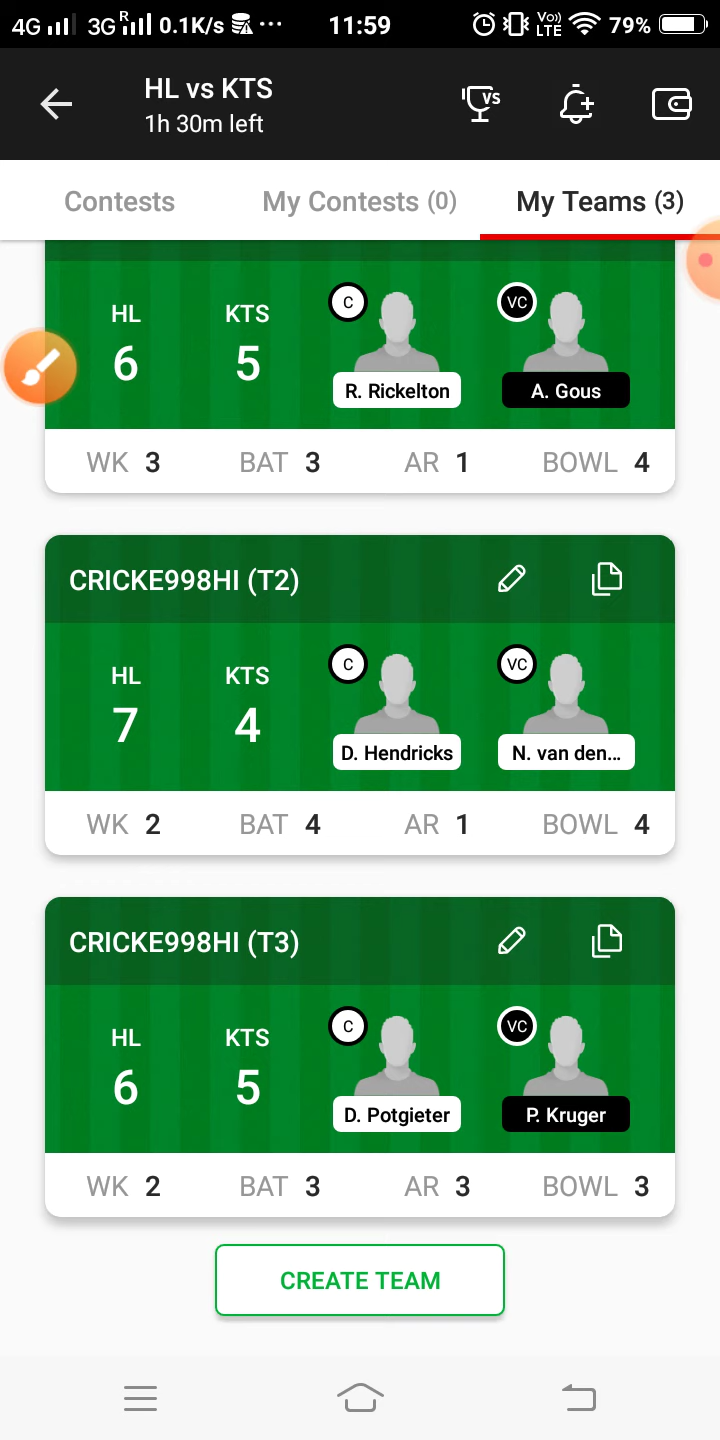 4G 3G R 0.1K/s ... 11:59 Vo)) LTE 79%
HL vs KTS
1h 30m left
VS
Contests My Contests (0) My Teams (3)
HL KTS C VC
6 5
R. Rickelton A. Gous
WK 3 BAT 3 AR 1 BOWL 4
CRICKE998HI (T2)
HL KTS C VC
7 4
D. Hendricks N. van den...
WK 2 BAT 4 AR 1 BOWL 4
CRICKE998HI (T3)
HL KTS C VC
6 5
D. Potgieter P. Kruger
WK 2 BAT 3 AR 3 BOWL 3
CREATE TEAM